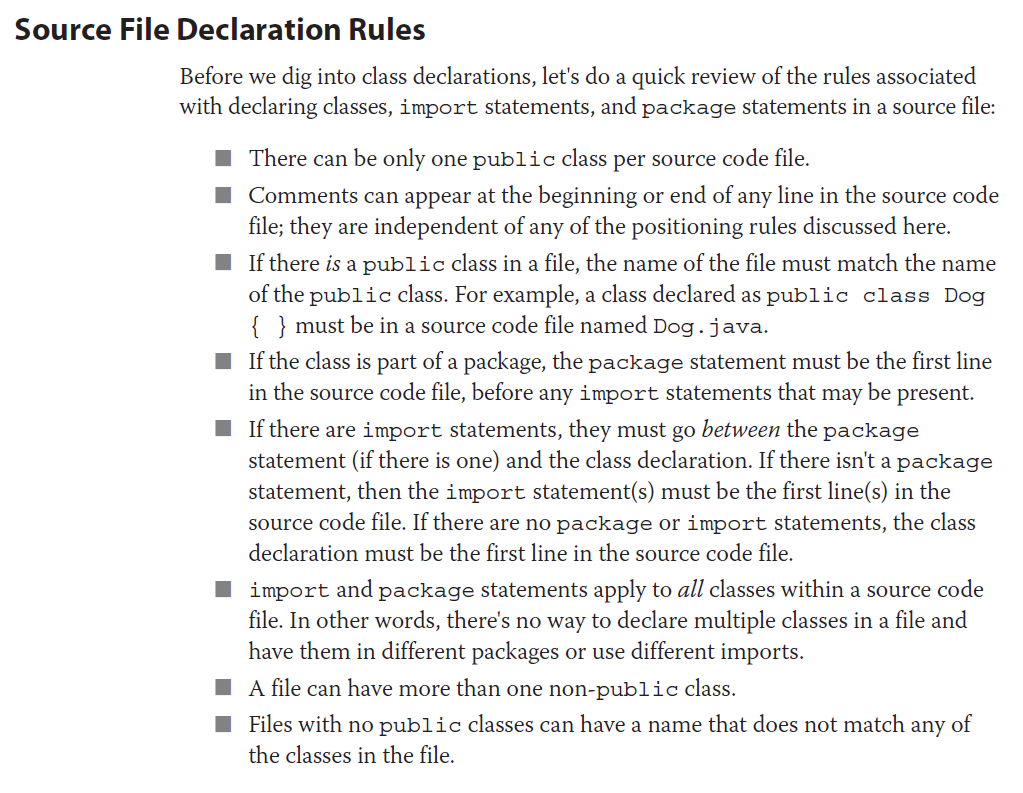 Source File Declaration Rules
Before we dig into class declarations, let's do a quick review of the rules associated
with declaring classes, import statements, and package statements in a source file:
■ There can be only one public class per source code file.
■ Comments can appear at the beginning or end of any line in the source code
file; they are independent of any of the positioning rules discussed here.
■ If there is a public class in a file, the name of the file must match the name
of the public class. For example, a class declared as public class Dog
{ } must be in a source code file named Dog.java.
■ If the class is part of a package, the package statement must be the first line
in the source code file, before any import statements that may be present.
■ If there are import statements, they must go between the package
statement (if there is one) and the class declaration. If there isn't a package
statement, then the import statement(s) must be the first line(s) in the
source code file. If there are no package or import statements, the class
declaration must be the first line in the source code file.
■ import and package statements apply to all classes within a source code
file. In other words, there's no way to declare multiple classes in a file and
have them in different packages or use different imports.
■ A file can have more than one non-public class.
■ Files with no public classes can have a name that does not match any of
the classes in the file.